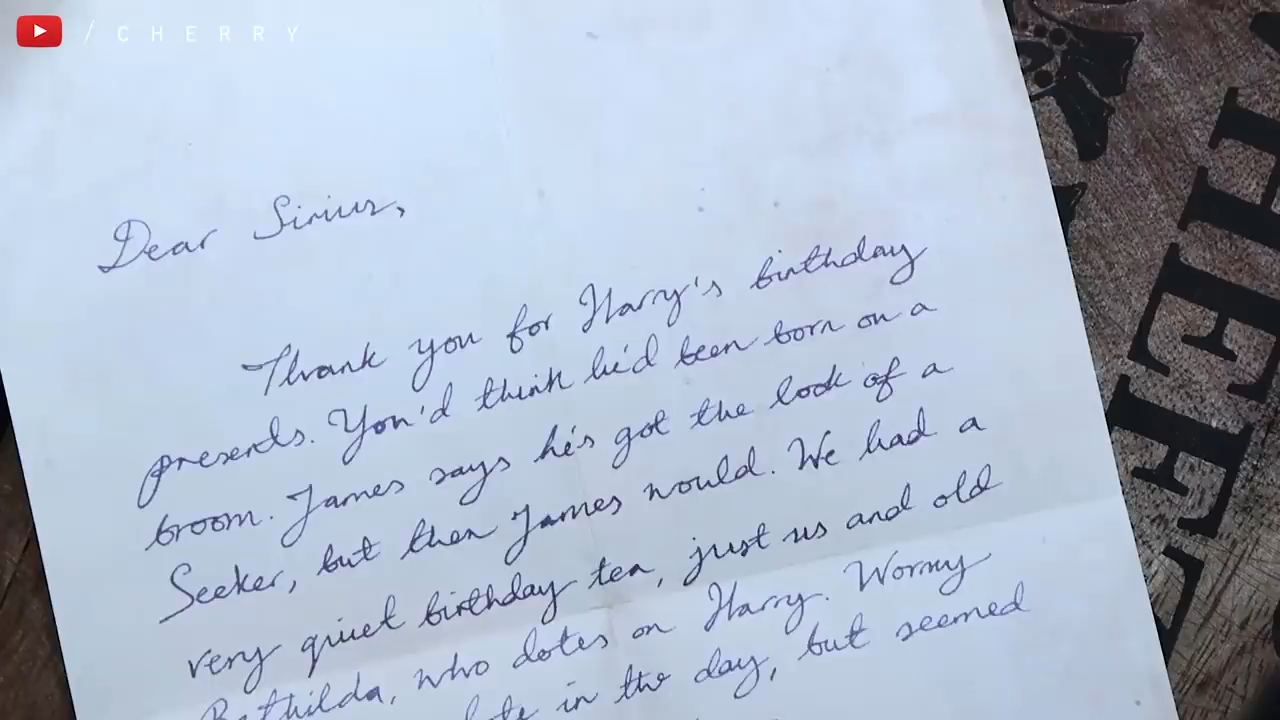 / CHERRY
Dear Sirius,
Thank you for Harry's birthday
presents. You'd think he'd been born on a
broom. James says he's got the look of a
Seeker, but then James would. We had a
very quiet birthday tea, just us and old
Bathilda, who dotes on Harry. Wormy
late in the day, but seemed
HEEF